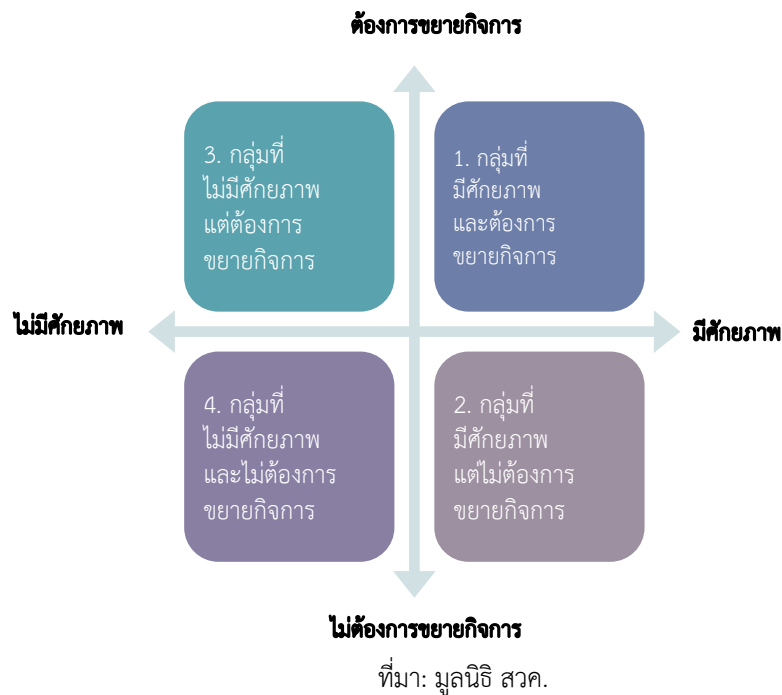 ต้องการขยายกิจการ
3. กลุ่มที่
ไม่มีศักยภาพ
แต่ต้องการ
ขยายกิจการ
1. กลุ่มที่
มีศักยภาพ
และต้องการ
ขยายกิจการ
ไม่มีศักยภาพ
มีศักยภาพ
4. กลุ่มที่
ไม่มีศักยภาพ
และไม่ต้องการ
ขยายกิจการ
2. กลุ่มที่
มีศักยภาพ
แต่ไม่ต้องการ
ขยายกิจการ
ไม่ต้องการขยายกิจการ
ที่มา: มูลนิธิ สวค.